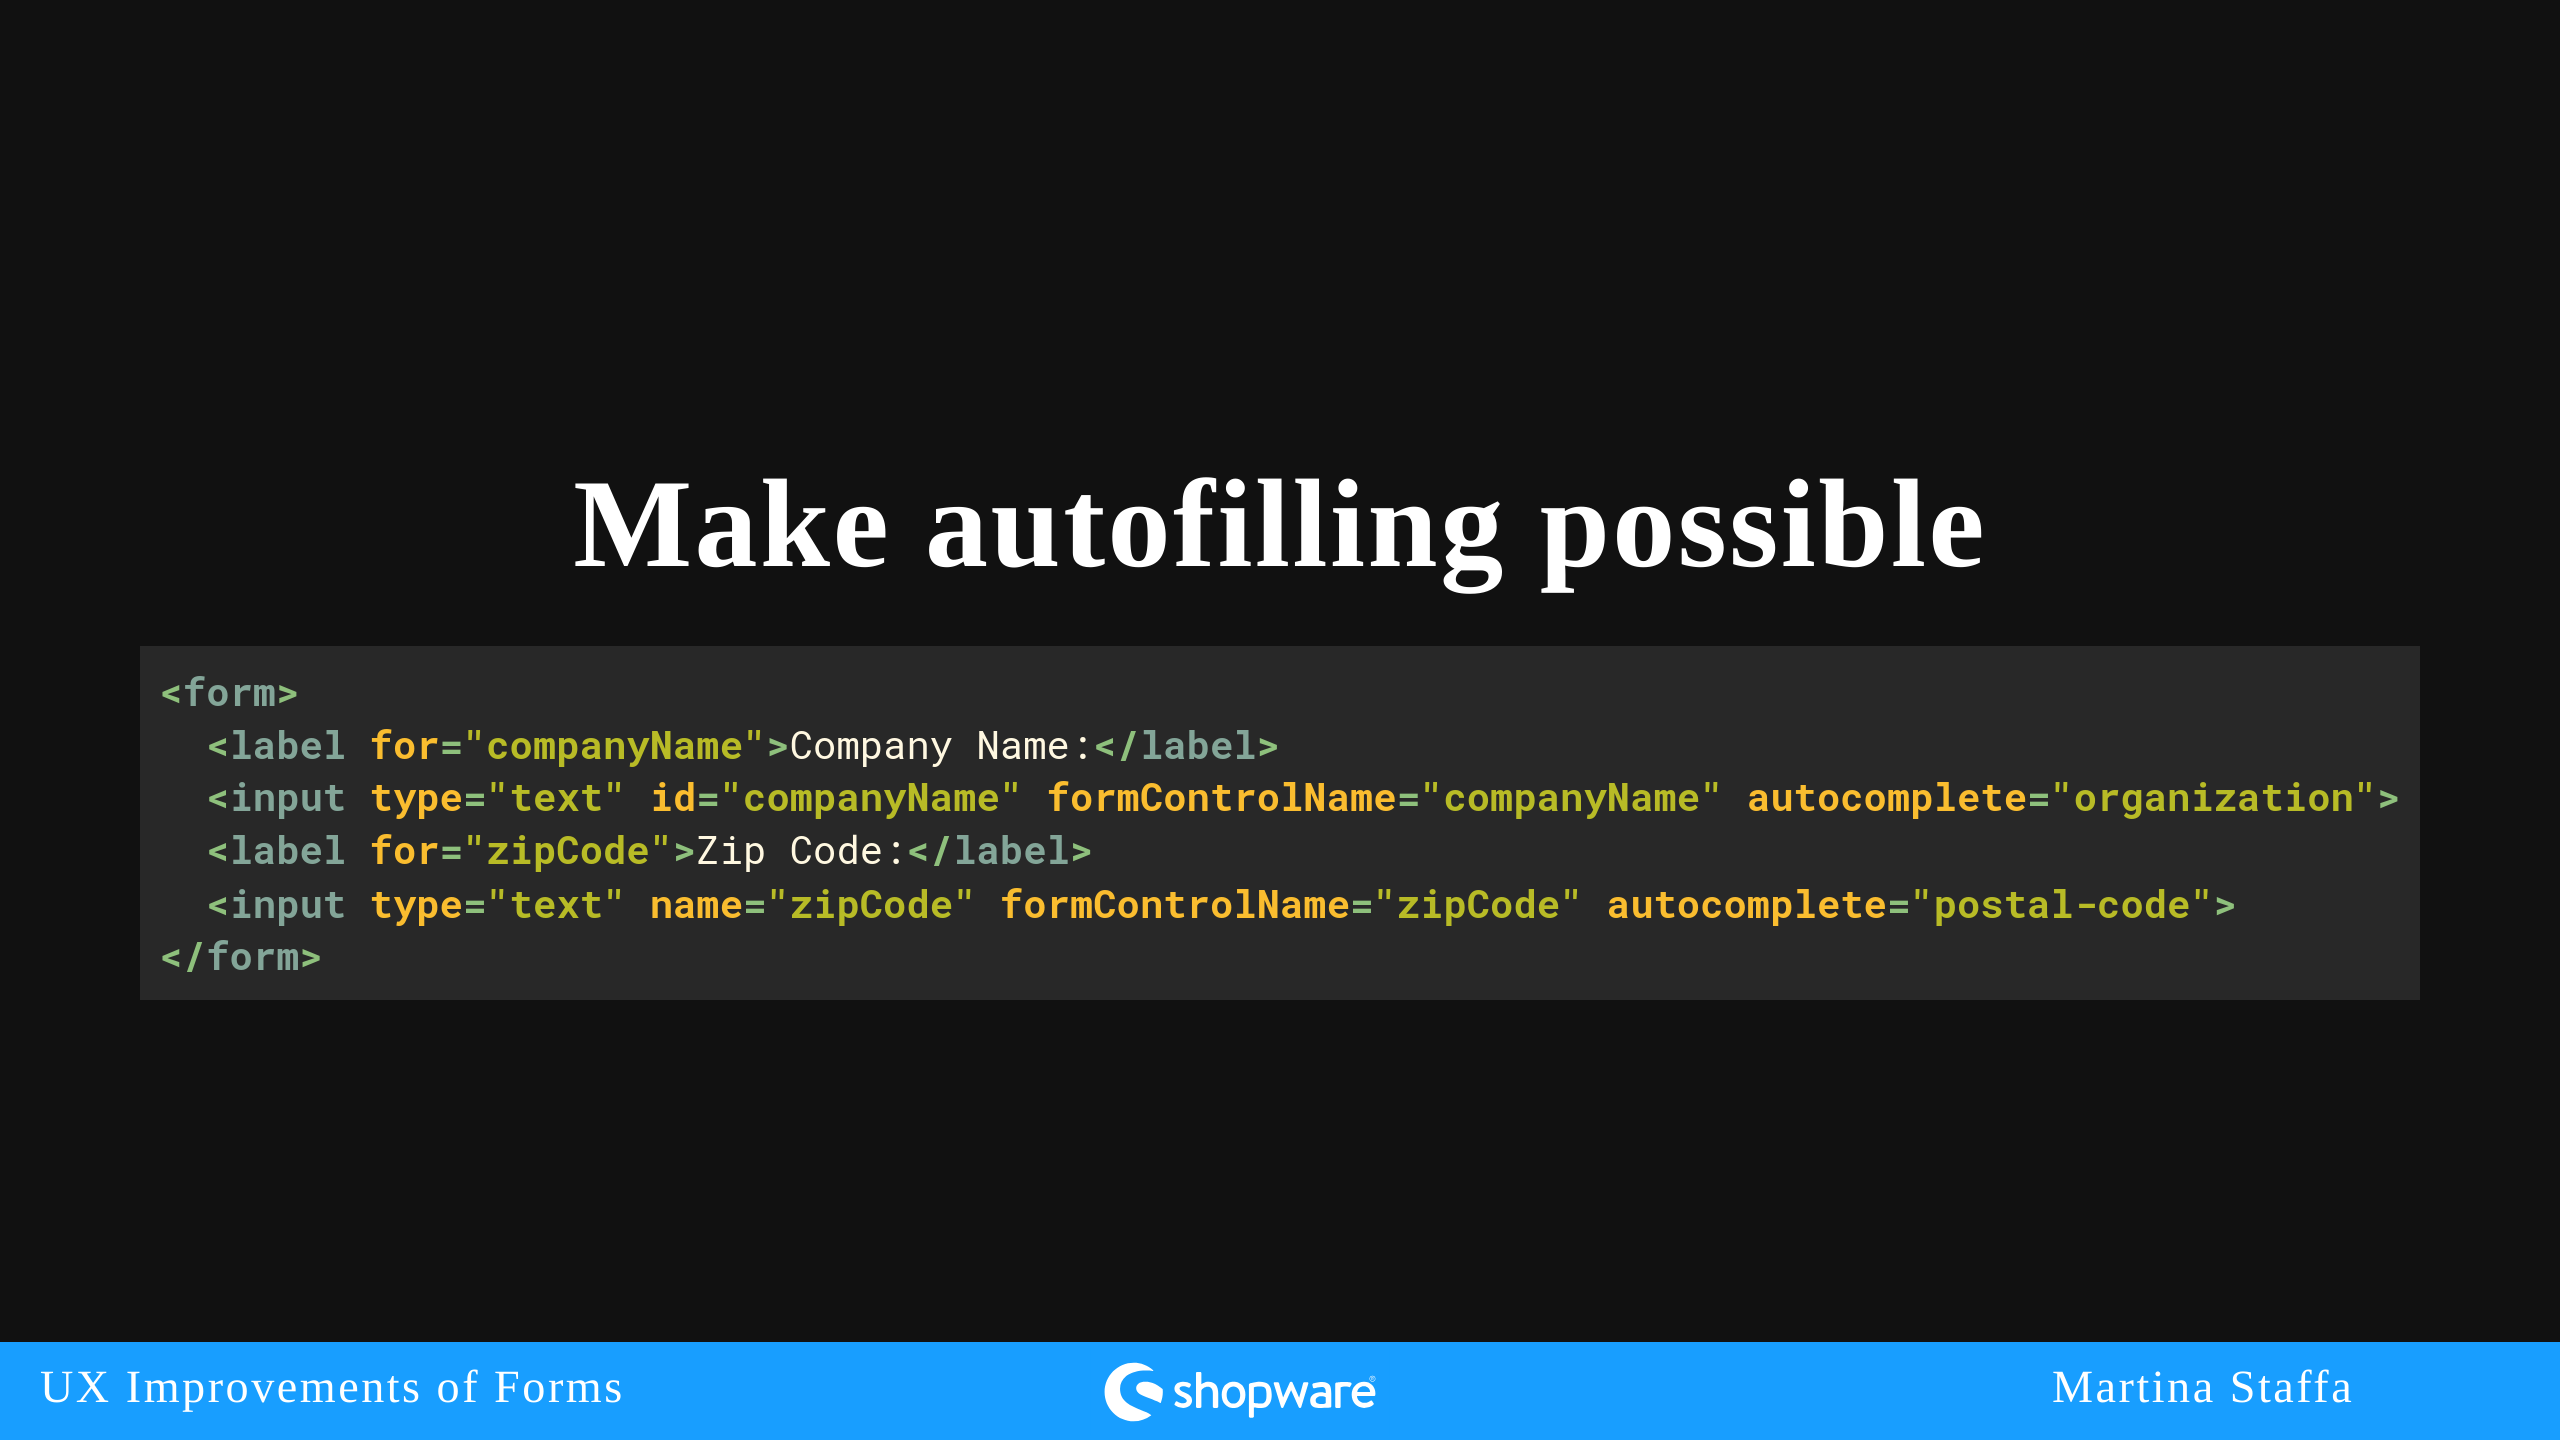 Make autofilling possible
<form>
  <label for="companyName">Company Name:</label>
  <input type="text" id="companyName" formControlName="companyName" autocomplete="organization">
  <label for="zipCode">Zip Code:</label>
  <input type="text" name="zipCode" formControlName="zipCode" autocomplete="postal-code">
</form>
UX Improvements of Forms
shopware®
Martina Staffa